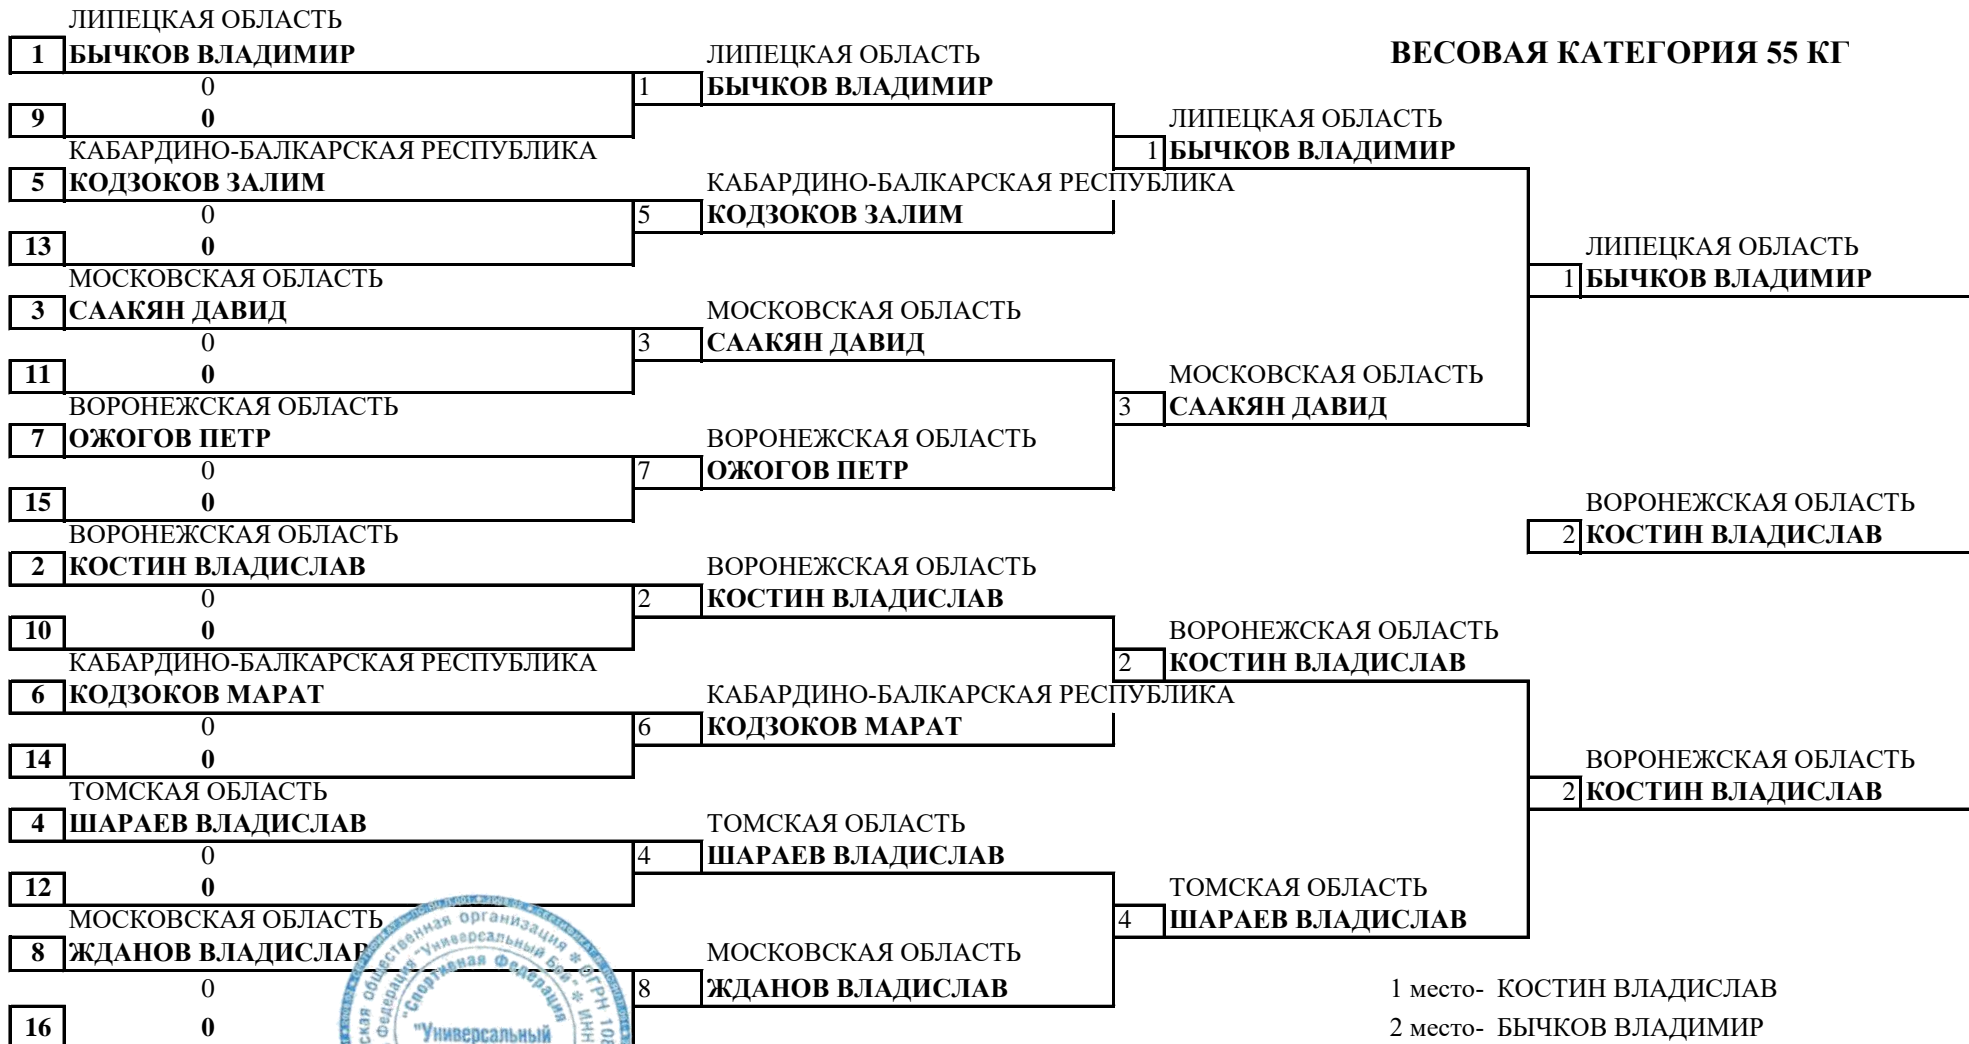 ЛИПЕЦКАЯ ОБЛАСТЬ
1 БЫЧКОВ ВЛАДИМИР ЛИПЕЦКАЯ ОБЛАСТЬ ВЕСОВАЯ КАТЕГОРИЯ 55 КГ
0 1 БЫЧКОВ ВЛАДИМИР
9 0 ЛИПЕЦКАЯ ОБЛАСТЬ
КАБАРДИНО-БАЛКАРСКАЯ РЕСПУБЛИКА 1 БЫЧКОВ ВЛАДИМИР
5 КОДЗОКОВ ЗАЛИМ КАБАРДИНО-БАЛКАРСКАЯ РЕСПУБЛИКА
0 5 КОДЗОКОВ ЗАЛИМ
13 0 ЛИПЕЦКАЯ ОБЛАСТЬ
МОСКОВСКАЯ ОБЛАСТЬ 1 БЫЧКОВ ВЛАДИМИР
3 СААКЯН ДАВИД МОСКОВСКАЯ ОБЛАСТЬ
0 3 СААКЯН ДАВИД
11 0 МОСКОВСКАЯ ОБЛАСТЬ
ВОРОНЕЖСКАЯ ОБЛАСТЬ 3 СААКЯН ДАВИД
7 ОЖОГОВ ПЕТР ВОРОНЕЖСКАЯ ОБЛАСТЬ
0 7 ОЖОГОВ ПЕТР
15 0 ВОРОНЕЖСКАЯ ОБЛАСТЬ
ВОРОНЕЖСКАЯ ОБЛАСТЬ 2 КОСТИН ВЛАДИСЛАВ
2 КОСТИН ВЛАДИСЛАВ ВОРОНЕЖСКАЯ ОБЛАСТЬ
0 2 КОСТИН ВЛАДИСЛАВ
10 0 ВОРОНЕЖСКАЯ ОБЛАСТЬ
КАБАРДИНО-БАЛКАРСКАЯ РЕСПУБЛИКА 2 КОСТИН ВЛАДИСЛАВ
6 КОДЗОКОВ МАРАТ КАБАРДИНО-БАЛКАРСКАЯ РЕСПУБЛИКА
0 6 КОДЗОКОВ МАРАТ
14 0 ВОРОНЕЖСКАЯ ОБЛАСТЬ
ТОМСКАЯ ОБЛАСТЬ 2 КОСТИН ВЛАДИСЛАВ
4 ШАРАЕВ ВЛАДИСЛАВ ТОМСКАЯ ОБЛАСТЬ
0 4 ШАРАЕВ ВЛАДИСЛАВ
12 0 ТОМСКАЯ ОБЛАСТЬ
МОСКОВСКАЯ ОБЛАСТЬ 4 ШАРАЕВ ВЛАДИСЛАВ
8 ЖДАНОВ ВЛАДИСЛАВ МОСКОВСКАЯ ОБЛАСТЬ
0 8 ЖДАНОВ ВЛАДИСЛАВ 1 место- КОСТИН ВЛАДИСЛАВ
16 0 2 место- БЫЧКОВ ВЛАДИМИР
организация * ОГРН
Федерация "Универсальный Бой" * ИНН
"Спортивная Федерация
"Универсальный